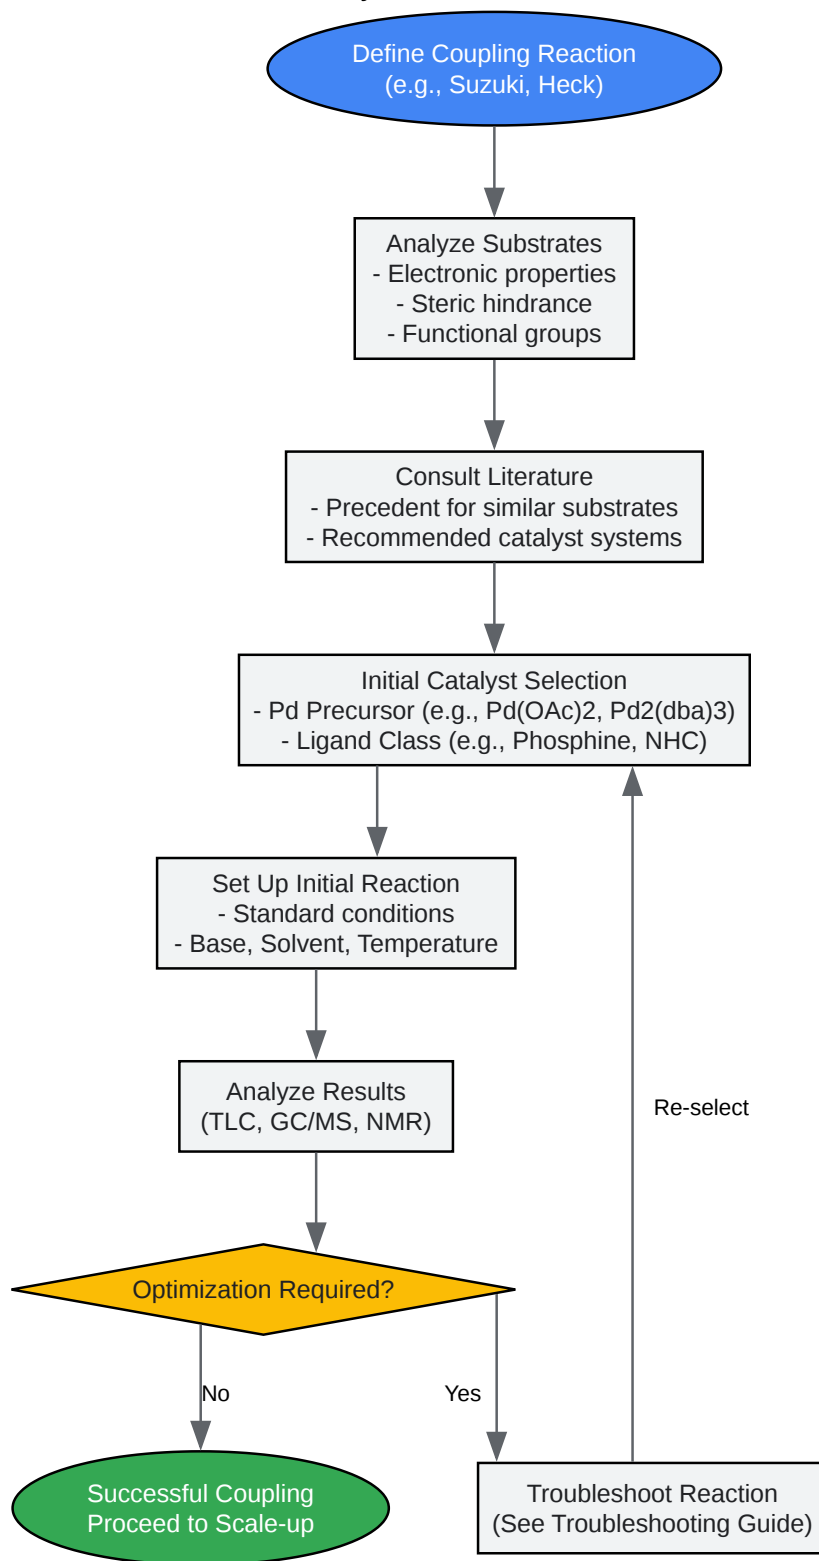 Define Coupling Reaction
(e.g., Suzuki, Heck)
Analyze Substrates
- Electronic properties
- Steric hindrance
- Functional groups
Consult Literature
- Precedent for similar substrates
- Recommended catalyst systems
Initial Catalyst Selection
- Pd Precursor (e.g., Pd(OAc)2, Pd2(dba)3)
- Ligand Class (e.g., Phosphine, NHC)
Set Up Initial Reaction
- Standard conditions
- Base, Solvent, Temperature
Analyze Results
(TLC, GC/MS, NMR)
Re-select
Optimization Required?
No
Yes
Successful Coupling
Proceed to Scale-up
Troubleshoot Reaction
(See Troubleshooting Guide)